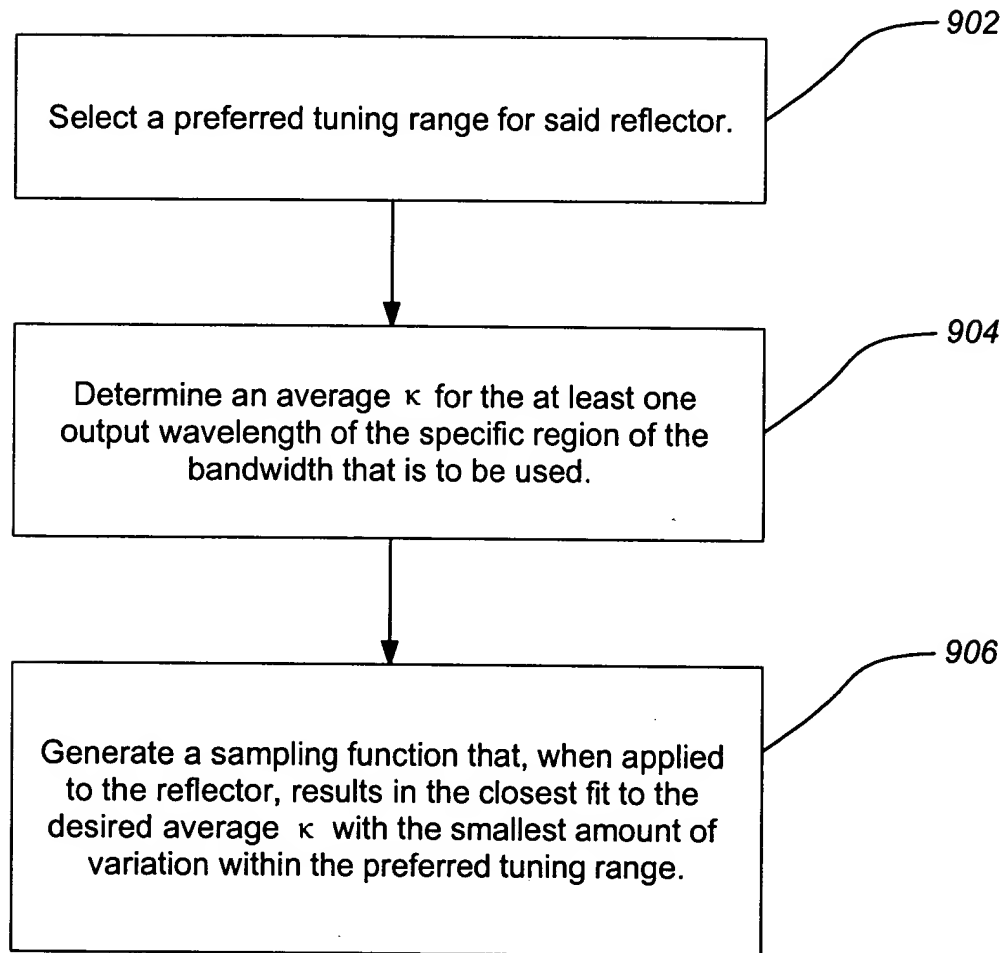 902
Select a preferred tuning range for said reflector.
904
Determine an average κ for the at least one
output wavelength of the specific region of the
bandwidth that is to be used.
906
Generate a sampling function that, when applied
to the reflector, results in the closest fit to the
desired average κ with the smallest amount of
variation within the preferred tuning range.